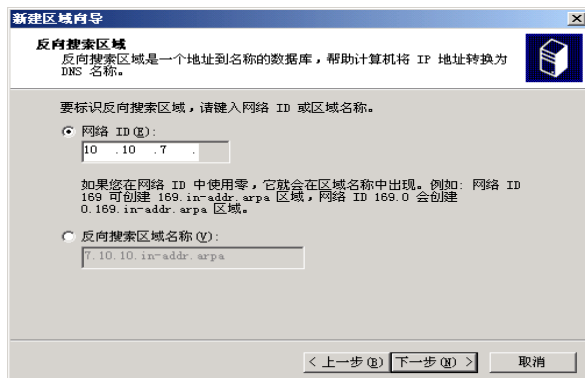 新建区域向导
反向搜索区域
反向搜索区域是一个地址到名称的数据库，帮助计算机将 IP 地址转换为
DNS 名称。
要标识反向搜索区域，请键入网络 ID 或区域名称。
网络 ID(E):
10 .10 .7 .
如果您在网络 ID 中使用零，它就会在区域名称中出现。例如: 网络 ID
169 可创建 169.in-addr.arpa 区域，网络 ID 169.0 会创建
0.169.in-addr.arpa 区域。
反向搜索区域名称(V):
7.10.10.in-addr.arpa
< 上一步(B) 下一步(N) > 取消